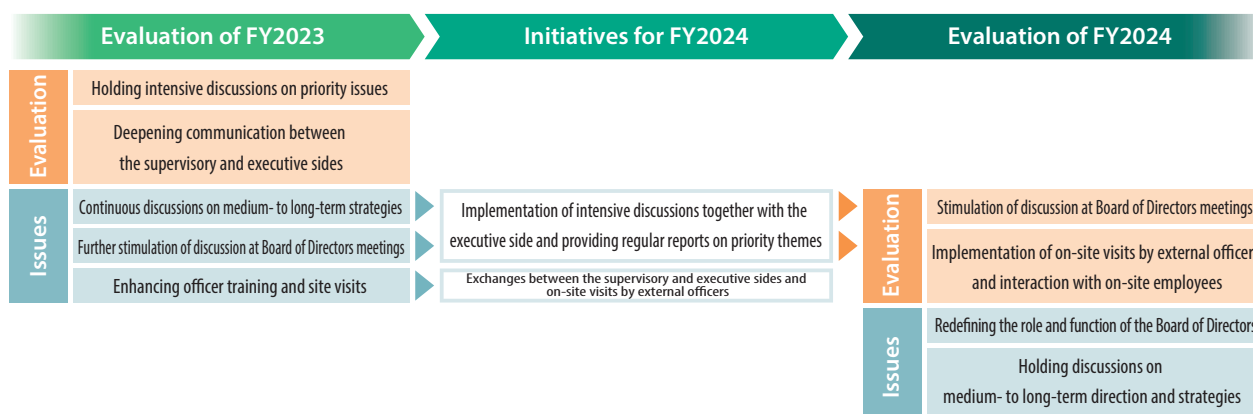 Evaluation of FY2023
Initiatives for FY2024
Evaluation of FY2024
Evaluation
Holding intensive discussions on priority issues
Deepening communication between
the supervisory and executive sides
Issues
Continuous discussions on medium- to long-term strategies
Further stimulation of discussion at Board of Directors meetings
Enhancing officer training and site visits
Implementation of intensive discussions together with the
executive side and providing regular reports on priority themes
Exchanges between the supervisory and executive sides and
on-site visits by external officers
Evaluation
Stimulation of discussion at Board of Directors meetings
Implementation of on-site visits by external officer
and interaction with on-site employees
Issues
Redefining the role and function of the Board of Directors
Holding discussions on
medium- to long-term direction and strategies